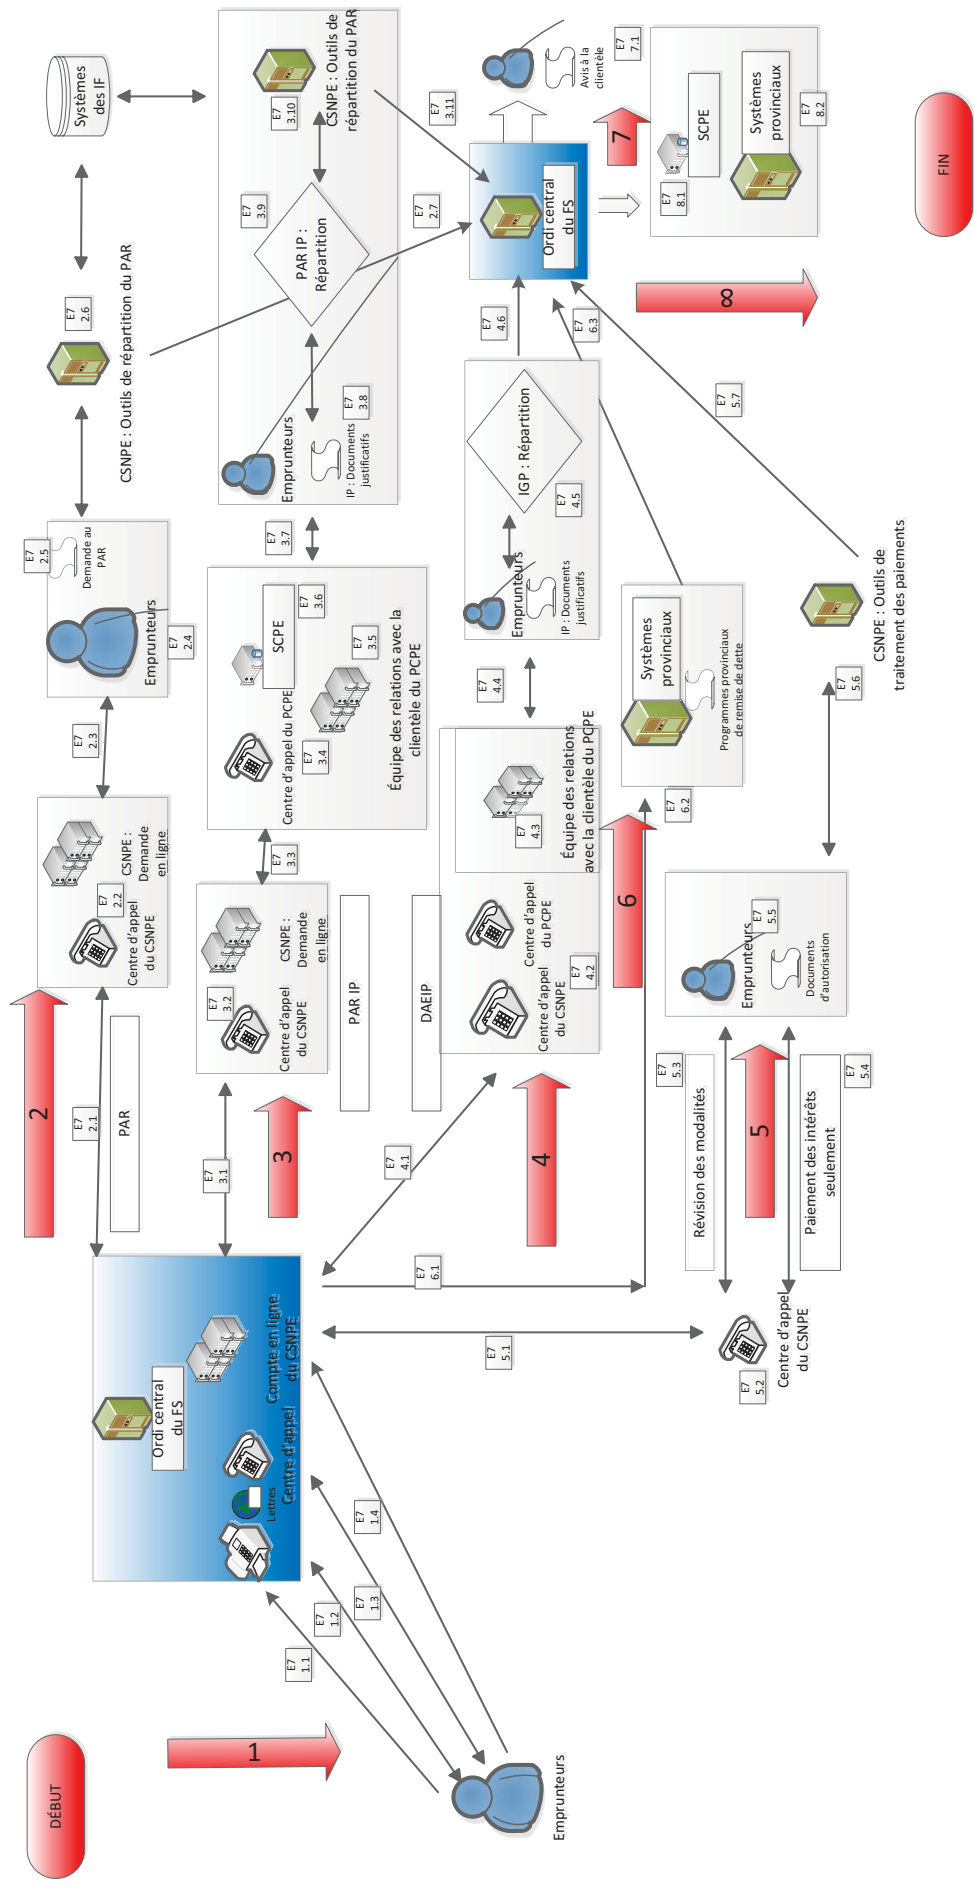 DÉBUT
1
Emprunteurs
E7
1.1
E7
1.2
E7
1.3
E7
1.4
Ordi central
du FS
Lettres
Centre d'appel
Compte en ligne
du CSNPE
2
E7
2.1
PAR
E7
2.2
Centre d'appel
du CSNPE
CSNPE :
Demande
en ligne
E7
2.3
E7
2.4
Emprunteurs
E7
2.5
Demande au
PAR
E7
2.6
CSNPE : Outils de répartition du PAR
Systèmes
des IF
E7
2.7
3
E7
3.1
E7
3.2
Centre d'appel
du CSNPE
CSNPE :
Demande
en ligne
PAR IP
E7
3.3
E7
3.4
Centre d'appel du PCPE
SCPE
E7
3.5
E7
3.6
Équipe des relations avec la
clientèle du PCPE
E7
3.7
Emprunteurs
IP : Documents
justificatifs
E7
3.8
E7
3.9
PAR IP :
Répartition
E7
3.10
CSNPE : Outils de
répartition du PAR
E7
3.11
4
DAEIP
E7
4.1
Centre d'appel
du CSNPE
Centre d'appel
du PCPE
E7
4.2
E7
4.3
Équipe des relations
avec la clientèle du PCPE
E7
4.4
Emprunteurs
IP : Documents
justificatifs
E7
4.5
IGP : Répartition
E7
4.6
5
E7
5.1
E7
5.2
Centre d'appel
du CSNPE
E7
5.3
Révision des modalités
Paiement des intérêts
seulement
E7
5.4
Emprunteurs
E7
5.5
Documents
d'autorisation
E7
5.6
CSNPE : Outils de
traitement des paiements
E7
5.7
6
E7
6.1
E7
6.2
Systèmes
provinciaux
Programmes provinciaux
de remise de dette
E7
6.3
Ordi central
du FS
7
E7
7.1
Avis à la
clientèle
8
E7
8.1
SCPE
Systèmes
provinciaux
E7
8.2
FIN